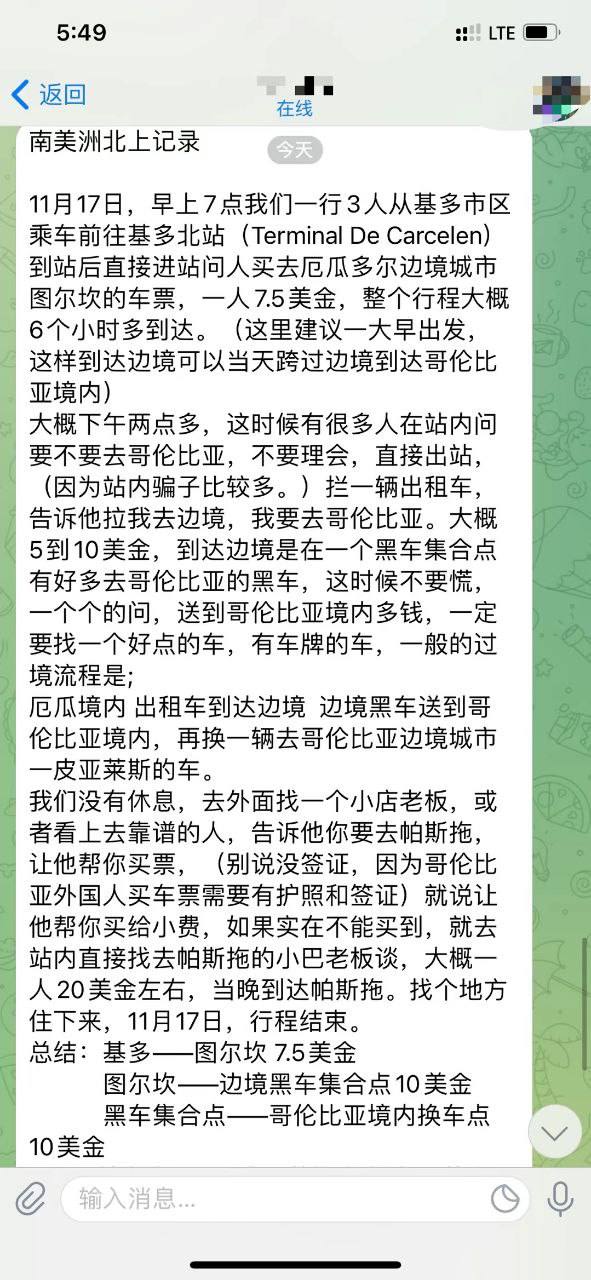 5:49
LTE
返回
在线
南美洲北上记录
今天
11月17日，早上7点我们一行3人从基多市区
乘车前往基多北站（Terminal De Carcelen）
到站后直接进站问人买去厄瓜多尔边境城市
图尔坎的车票，一人7.5美金，整个行程大概
6个小时多到达。（这里建议一大早出发，
这样到达边境可以当天跨过边境到达哥伦比
亚境内）
大概下午两点多，这时候有很多人在站内问
要不要去哥伦比亚，不要理会，直接出站，
（因为站内骗子比较多。）拦一辆出租车，
告诉他拉我去边境，我要去哥伦比亚。大概
5到10美金，到达边境是在一个黑车集合点
有好多去哥伦比亚的黑车，这时候不要慌，
一个个的问，送到哥伦比亚境内多钱，一定
要找一个好点的车，有车牌的车，一般的过
境流程是;
厄瓜境内 出租车到达边境 边境黑车送到哥
伦比亚境内，再换一辆去哥伦比亚边境城市
一皮亚莱斯的车。
我们没有休息，去外面找一个小店老板，或
者看上去靠谱的人，告诉他你要去帕斯拖，
让他帮你买票，（别说没签证，因为哥伦比
亚外国人买车票需要有护照和签证）就说让
他帮你买给小费，如果实在不能买到，就去
站内直接找去帕斯拖的小巴老板谈，大概一
人20美金左右，当晚到达帕斯拖。找个地方
住下来，11月17日，行程结束。
总结：基多——图尔坎 7.5美金
图尔坎——边境黑车集合点10美金
黑车集合点——哥伦比亚境内换车点
10美金
输入消息...